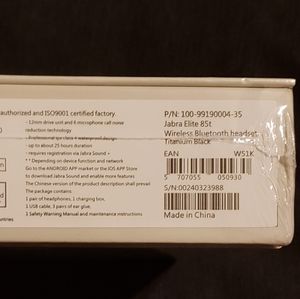 authorized and ISO9001 certified factory.
- 12mm drive unit and 6 microphone call noise
reduction technology
- Professional ipx class + waterproof design
- up to about 25 hours duration
- requires registration via Jabra Sound +
** Depending on device function and network
Go to the ANDROID APP market or the IOS APP Store
to download Jabra Sound and enable more features
The Chinese version of the product description shall prevail
The package contains:
1 pair of headphones, 1 charging box,
1 USB cable, 3 pairs of ear glue,
1 Safety Warning Manual and maintenance instructions
ountries
P/N: 100-99190004-35
Jabra Elite 85t
Wireless Bluetooth headset
Titanium Black
EAN W51K
5 707055 050930
S/N:00240323988
Made in China